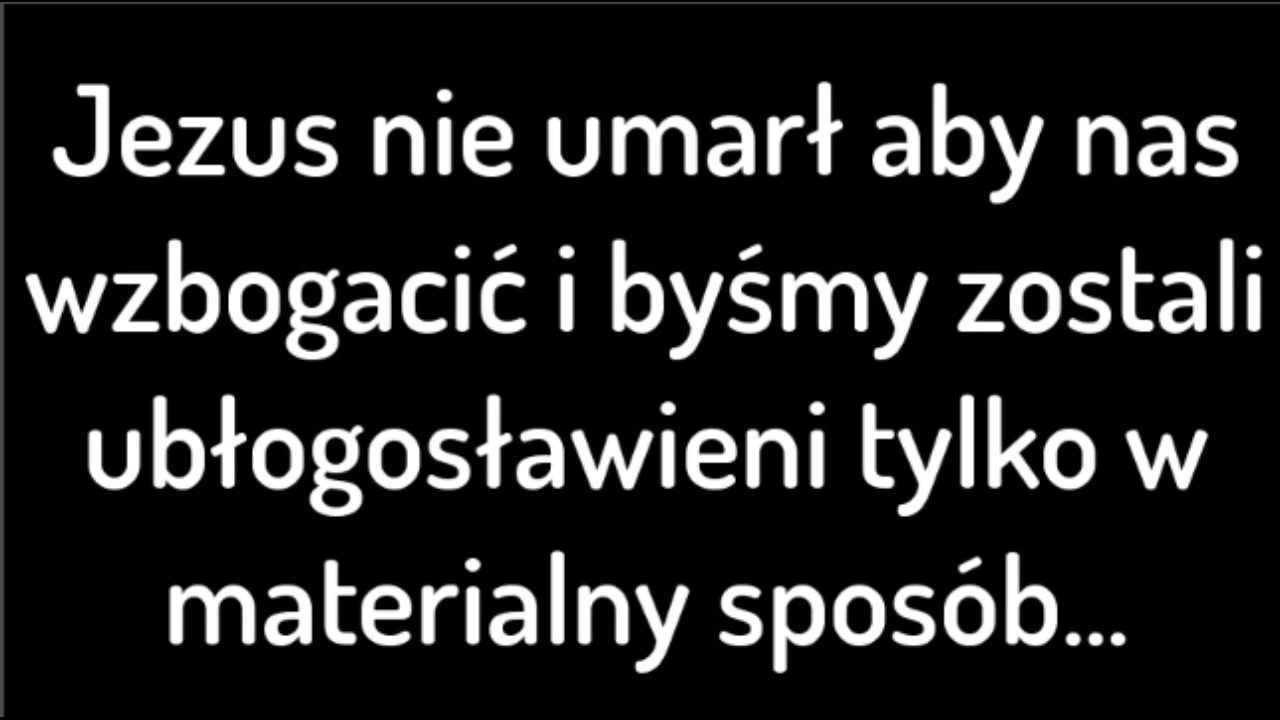 Jezus nie umarł aby nas
wzbogacić i byśmy zostali
ubłogosławieni tylko w
materialny sposób...